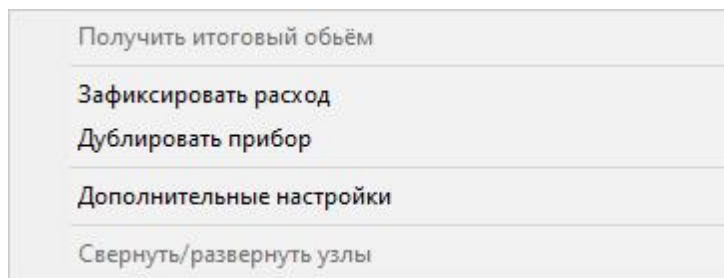 Получить итоговый обьём
Зафиксировать расход
Дублировать прибор
Дополнительные настройки
Свернуть/развернуть узлы